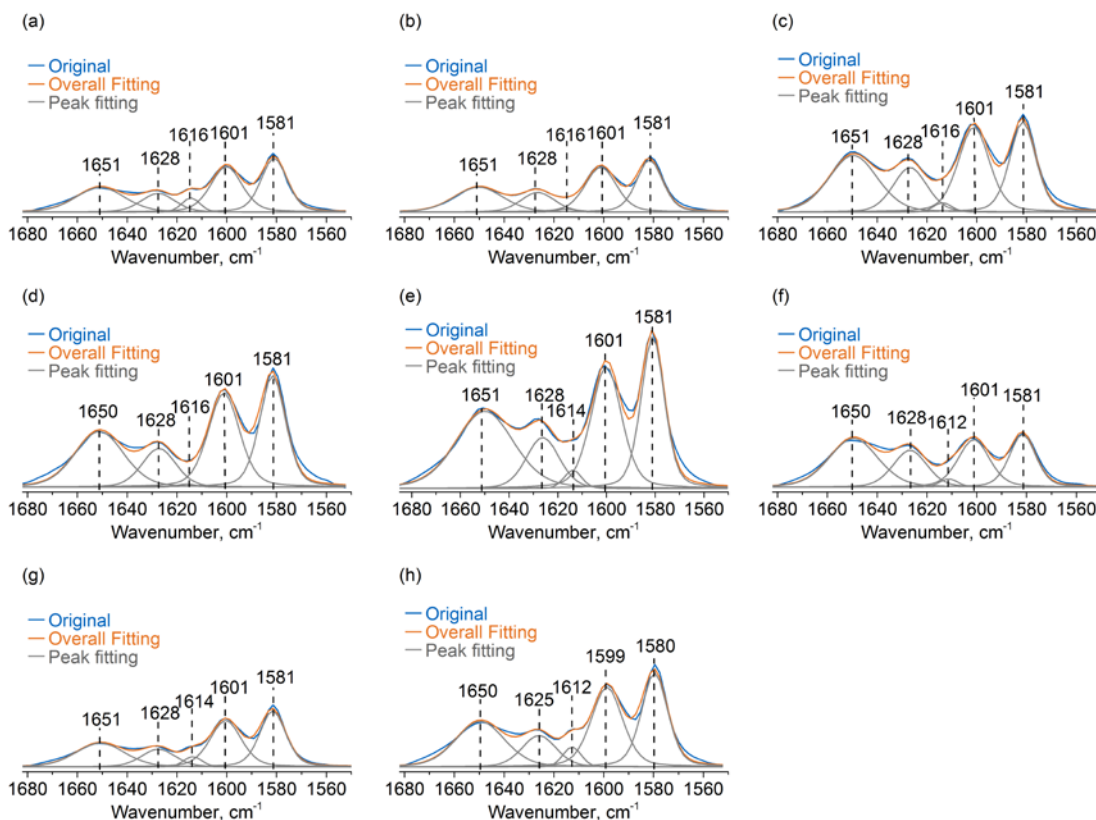 (a)
Original
Overall Fitting
Peak fitting
1651
1628
1616
1601
1581
1680 1660 1640 1620 1600 1580 1560
Wavenumber, cm⁻¹
(b)
Original
Overall Fitting
Peak fitting
1651
1628
1616
1601
1581
1680 1660 1640 1620 1600 1580 1560
Wavenumber, cm⁻¹
(c)
Original
Overall Fitting
Peak fitting
1651
1628
1616
1601
1581
1680 1660 1640 1620 1600 1580 1560
Wavenumber, cm⁻¹
(d)
Original
Overall Fitting
Peak fitting
1650
1628
1616
1601
1581
1680 1660 1640 1620 1600 1580 1560
Wavenumber, cm⁻¹
(e)
Original
Overall Fitting
Peak fitting
1651
1628
1614
1601
1581
1680 1660 1640 1620 1600 1580 1560
Wavenumber, cm⁻¹
(f)
Original
Overall Fitting
Peak fitting
1650
1628
1612
1601
1581
1680 1660 1640 1620 1600 1580 1560
Wavenumber, cm⁻¹
(g)
Original
Overall Fitting
Peak fitting
1651
1628
1614
1601
1581
1680 1660 1640 1620 1600 1580 1560
Wavenumber, cm⁻¹
(h)
Original
Overall Fitting
Peak fitting
1650
1625
1612
1599
1580
1680 1660 1640 1620 1600 1580 1560
Wavenumber, cm⁻¹